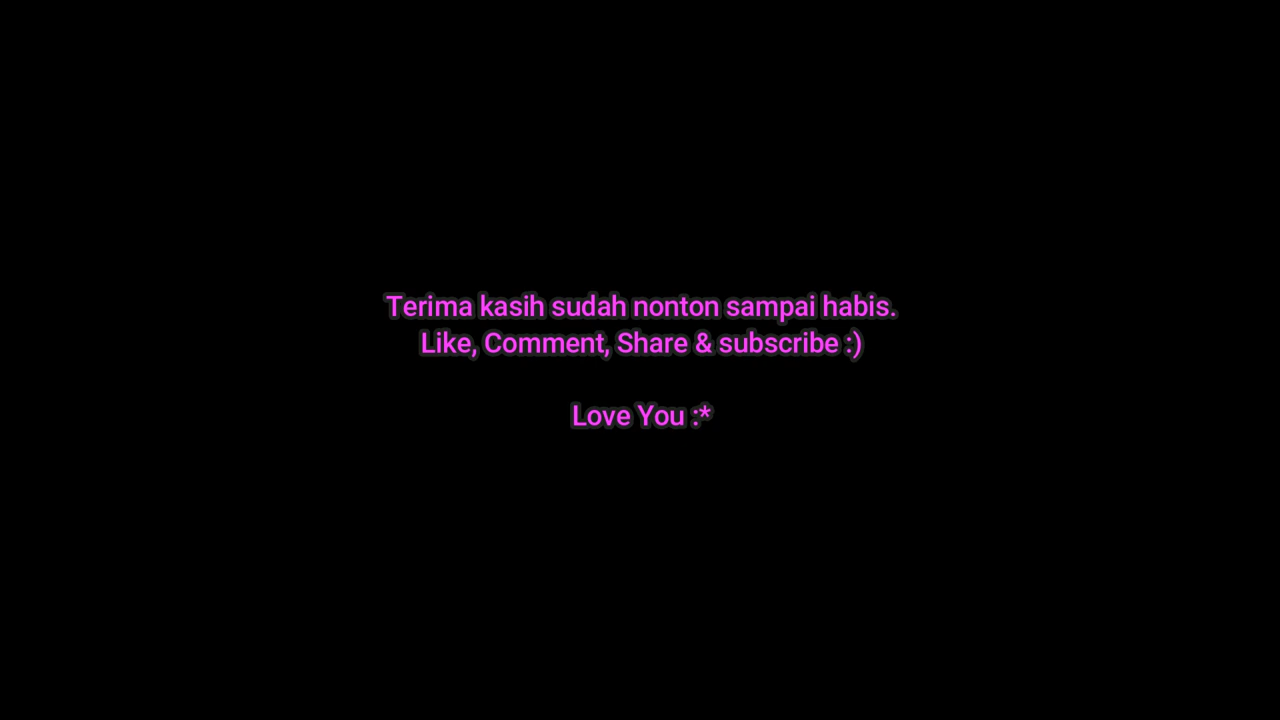 Terima kasih sudah nonton sampai habis.
Like, Comment, Share & subscribe :)
Love You :*